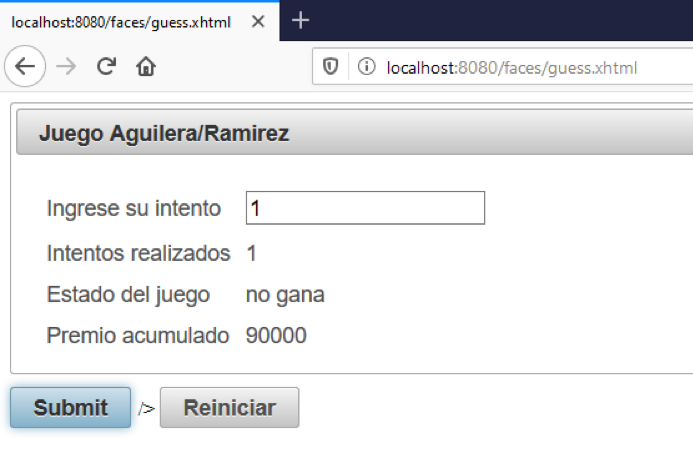 localhost:8080/faces/guess.xhtml
localhost:8080/faces/guess.xhtml
Juego Aguilera/Ramirez
Ingrese su intento 1
Intentos realizados 1
Estado del juego no gana
Premio acumulado 90000
Submit /> Reiniciar